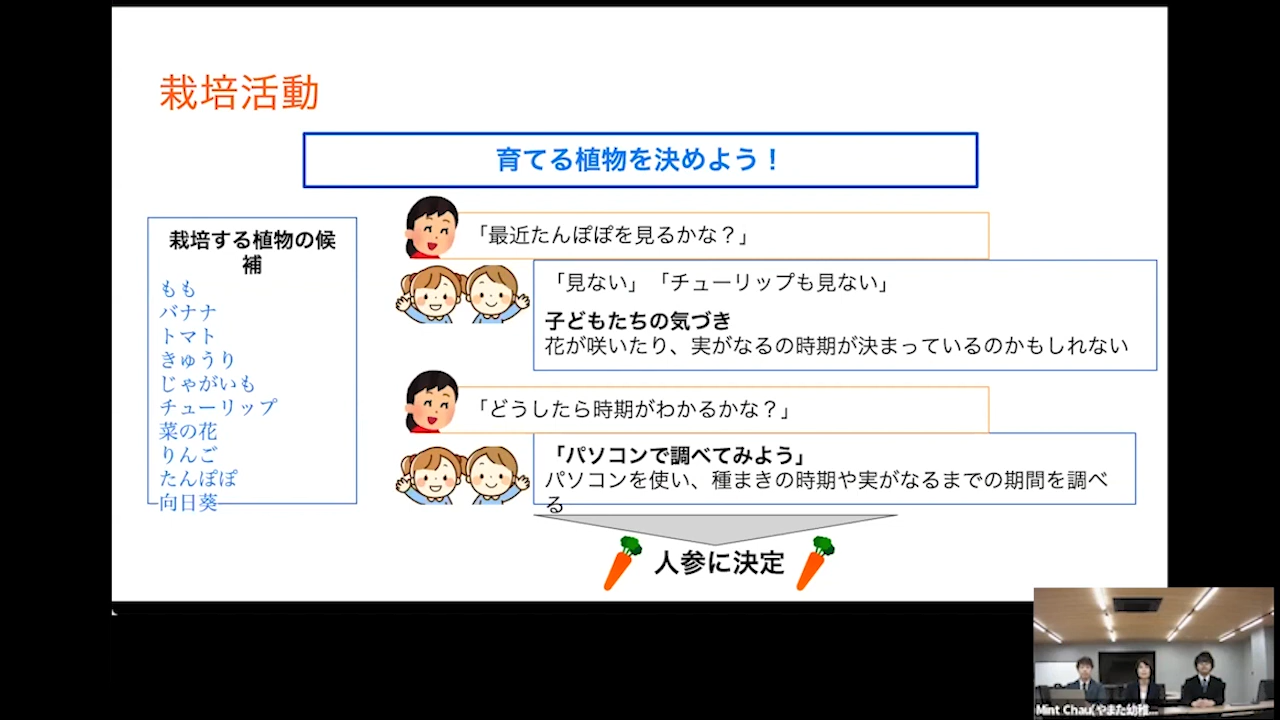 栽培活動
育てる植物を決めよう！
栽培する植物の候
補
もも
バナナ
トマト
きゅうり
じゃがいも
チューリップ
菜の花
りんご
たんぽぽ
向日葵
「最近たんぽぽを見るかな？」
「見ない」「チューリップも見ない」
子どもたちの気づき
花が咲いたり、実がなるの時期が決まっているのかもしれない
「どうしたら時期がわかるかな？」
「パソコンで調べてみよう」
パソコンを使い、種まきの時期や実がなるまでの期間を調べ
る
人参に決定
Mint Chau(やまた幼稚...